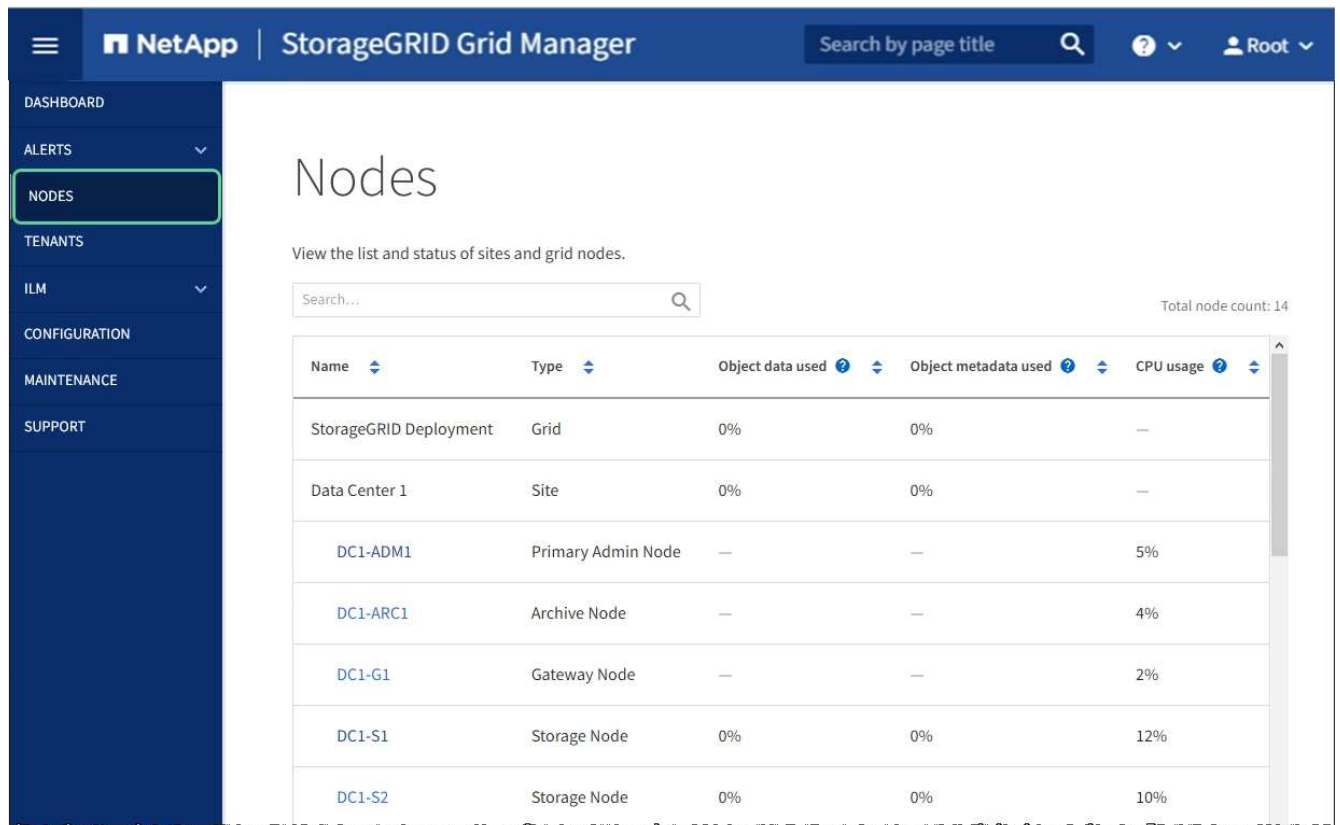 NetApp | StorageGRID Grid Manager
Search by page title
Root
DASHBOARD
ALERTS
NODES
TENANTS
ILM
CONFIGURATION
MAINTENANCE
SUPPORT
Nodes
View the list and status of sites and grid nodes.
Search...
Total node count: 14
Name Type Object data used Object metadata used CPU usage
StorageGRID Deployment Grid 0% 0% —
Data Center 1 Site 0% 0% —
DC1-ADM1 Primary Admin Node — — 5%
DC1-ARC1 Archive Node — — 4%
DC1-G1 Gateway Node — — 2%
DC1-S1 Storage Node 0% 0% 12%
DC1-S2 Storage Node 0% 0% 10%